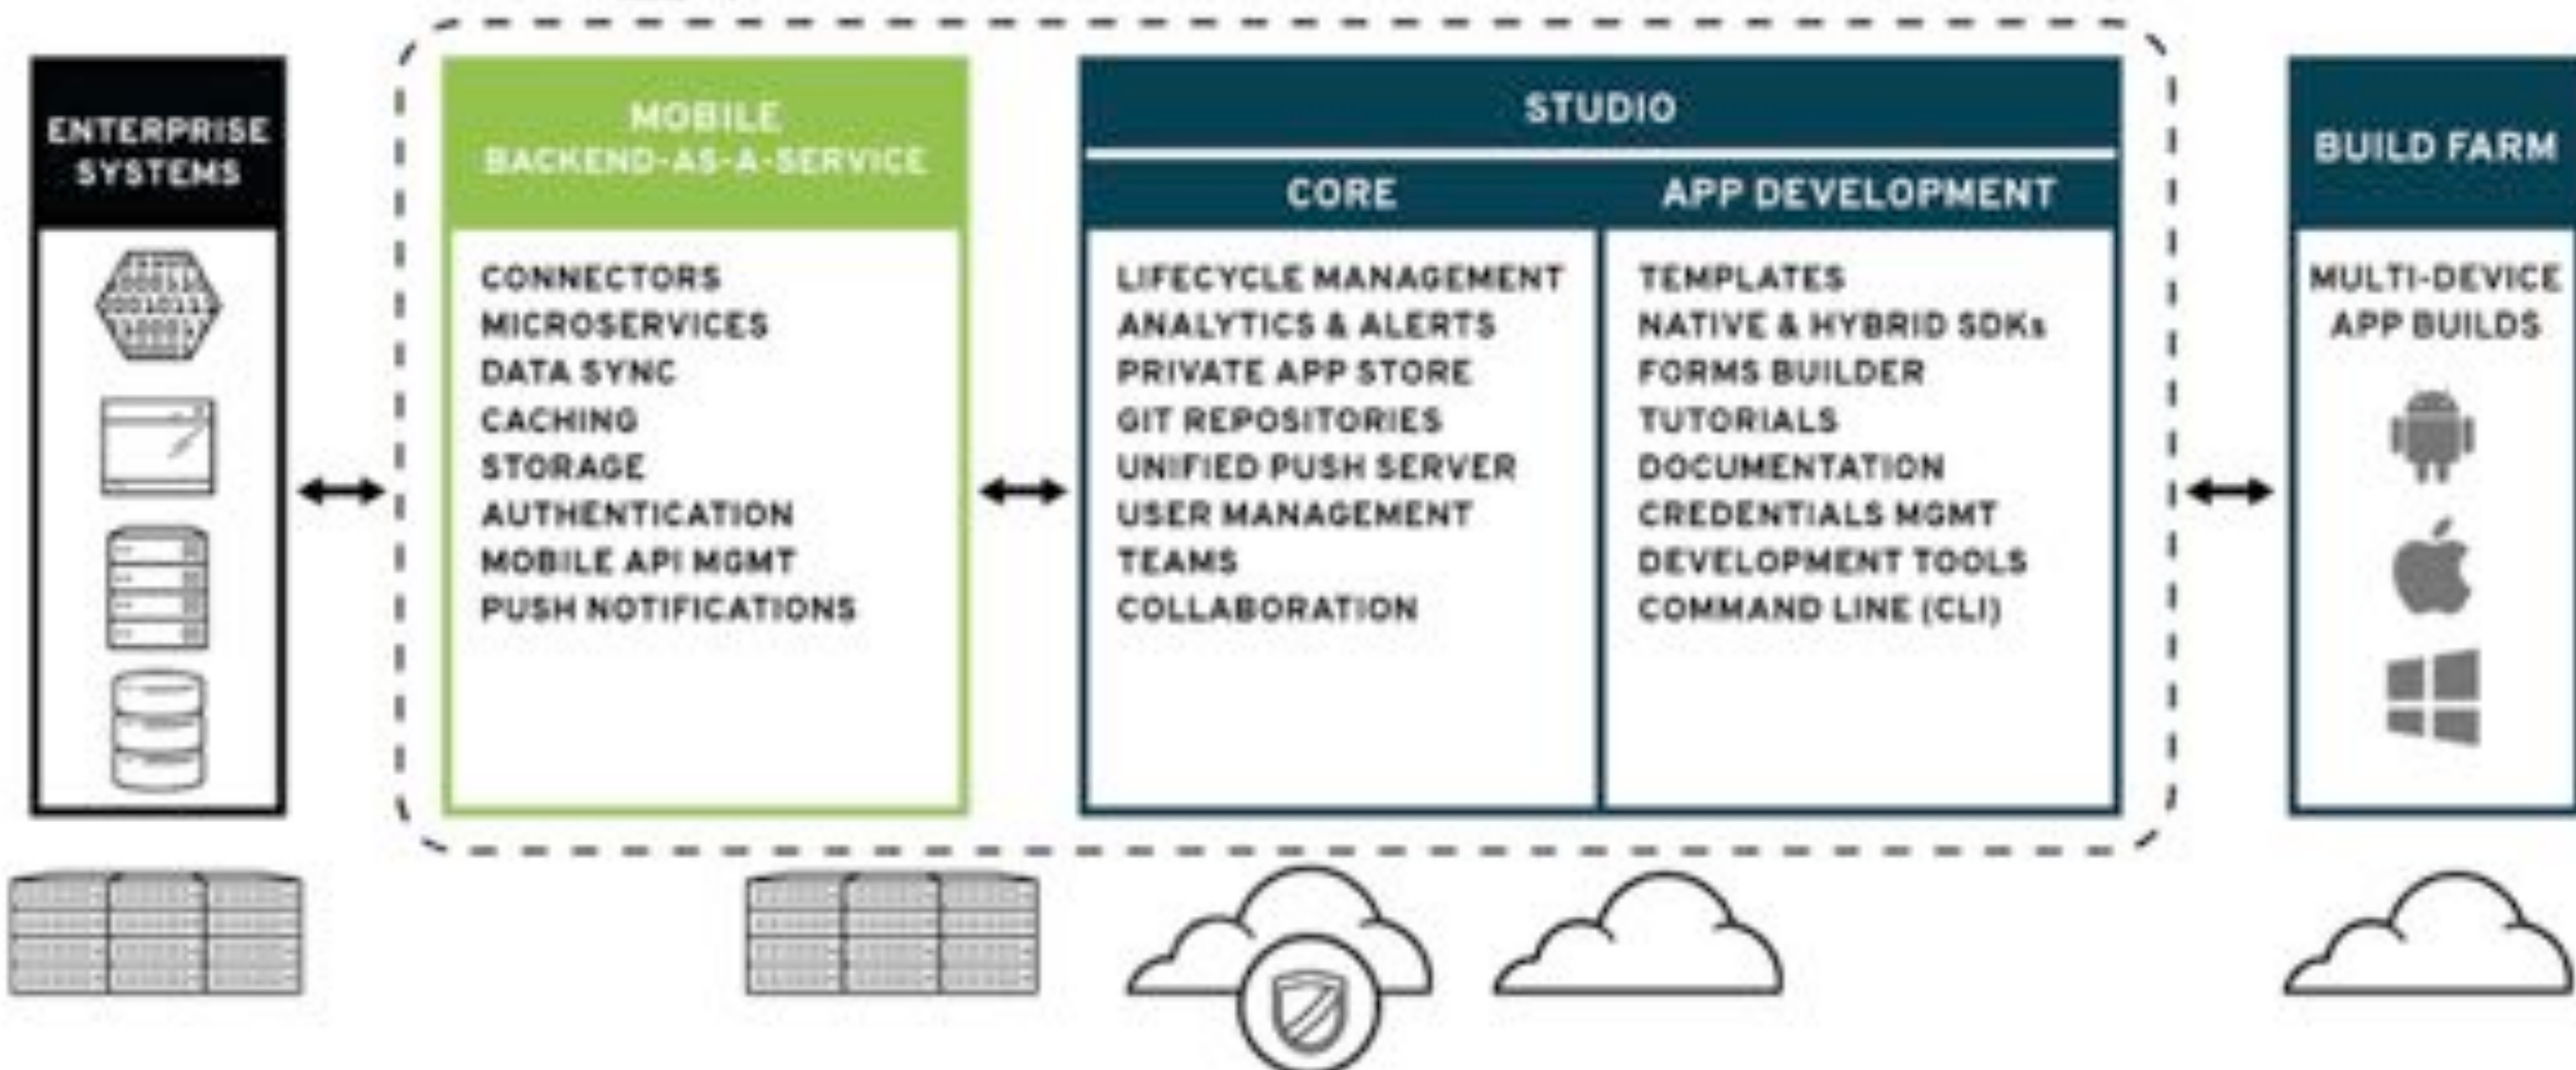 ENTERPRISE
SYSTEMS
MOBILE
BACKEND-AS-A-SERVICE
CONNECTORS
MICROSERVICES
DATA SYNC
CACHING
STORAGE
AUTHENTICATION
MOBILE API MGMT
PUSH NOTIFICATIONS
STUDIO
CORE
LIFECYCLE MANAGEMENT
ANALYTICS & ALERTS
PRIVATE APP STORE
GIT REPOSITORIES
UNIFIED PUSH SERVER
USER MANAGEMENT
TEAMS
COLLABORATION
APP DEVELOPMENT
TEMPLATES
NATIVE & HYBRID SDKs
FORMS BUILDER
TUTORIALS
DOCUMENTATION
CREDENTIALS MGMT
DEVELOPMENT TOOLS
COMMAND LINE (CLI)
BUILD FARM
MULTI-DEVICE
APP BUILDS